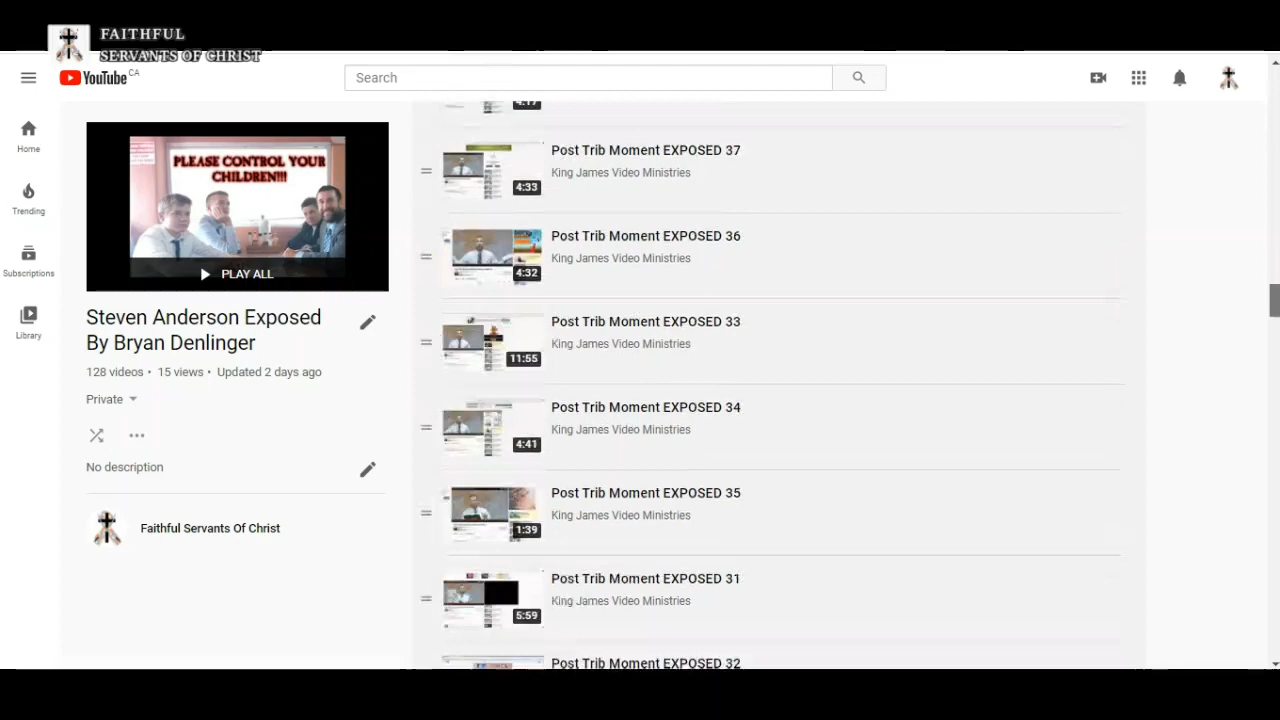 FAITHFUL
SERVANTS OF CHRIST
YouTube CA
Search
Home
Trending
Subscriptions
Library
PLEASE CONTROL YOUR
CHILDREN!!!
PLAY ALL
Steven Anderson Exposed
By Bryan Denlinger
128 videos • 15 views • Updated 2 days ago
Private
No description
Faithful Servants Of Christ
4:17
Post Trib Moment EXPOSED 37
King James Video Ministries
4:33
Post Trib Moment EXPOSED 36
King James Video Ministries
4:32
Post Trib Moment EXPOSED 33
King James Video Ministries
11:55
Post Trib Moment EXPOSED 34
King James Video Ministries
4:41
Post Trib Moment EXPOSED 35
King James Video Ministries
1:39
Post Trib Moment EXPOSED 31
King James Video Ministries
5:59
Post Trib Moment EXPOSED 32